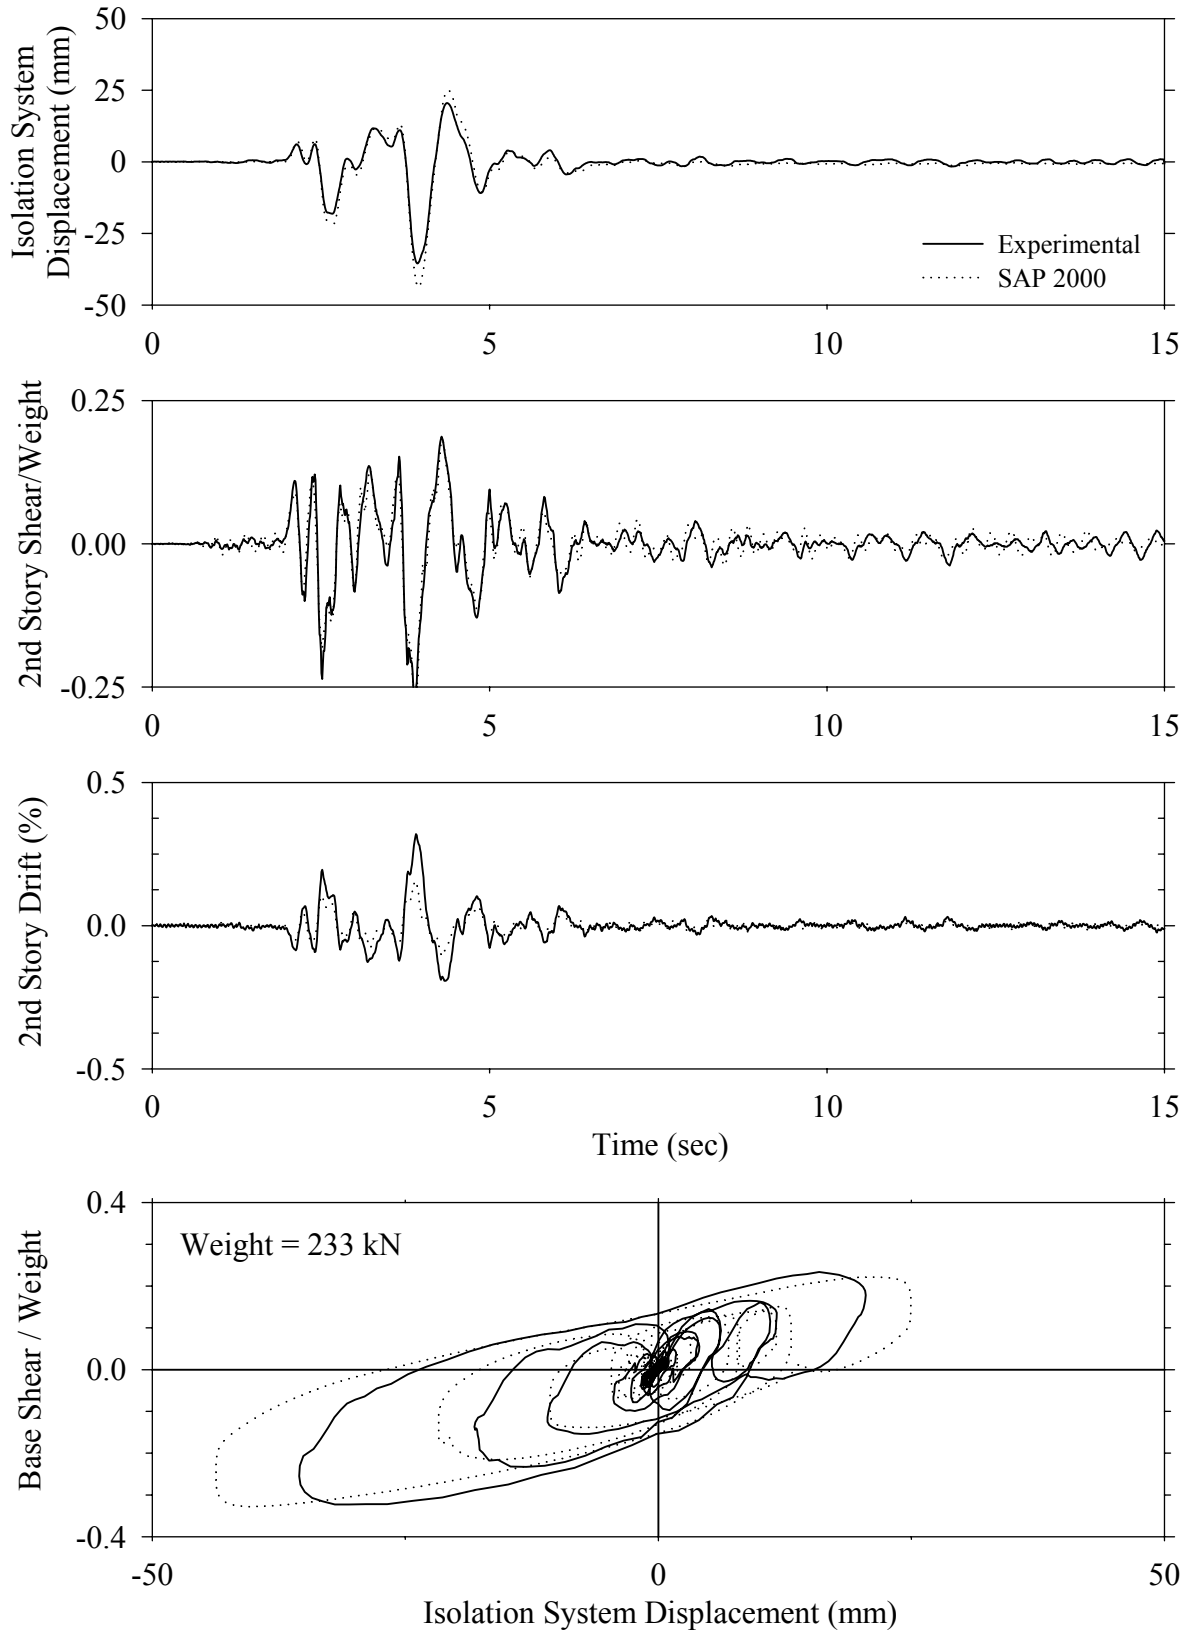 Isolation System
Displacement (mm)
50
25
0
-25
-50
Experimental
SAP 2000
0 5 10 15
2nd Story Shear/Weight
0.25
0.00
-0.25
0 5 10 15
2nd Story Drift (%)
0.5
0.0
-0.5
0 5 10 15
Time (sec)
Base Shear / Weight
0.4
0.0
-0.4
Weight = 233 kN
-50 0 50
Isolation System Displacement (mm)